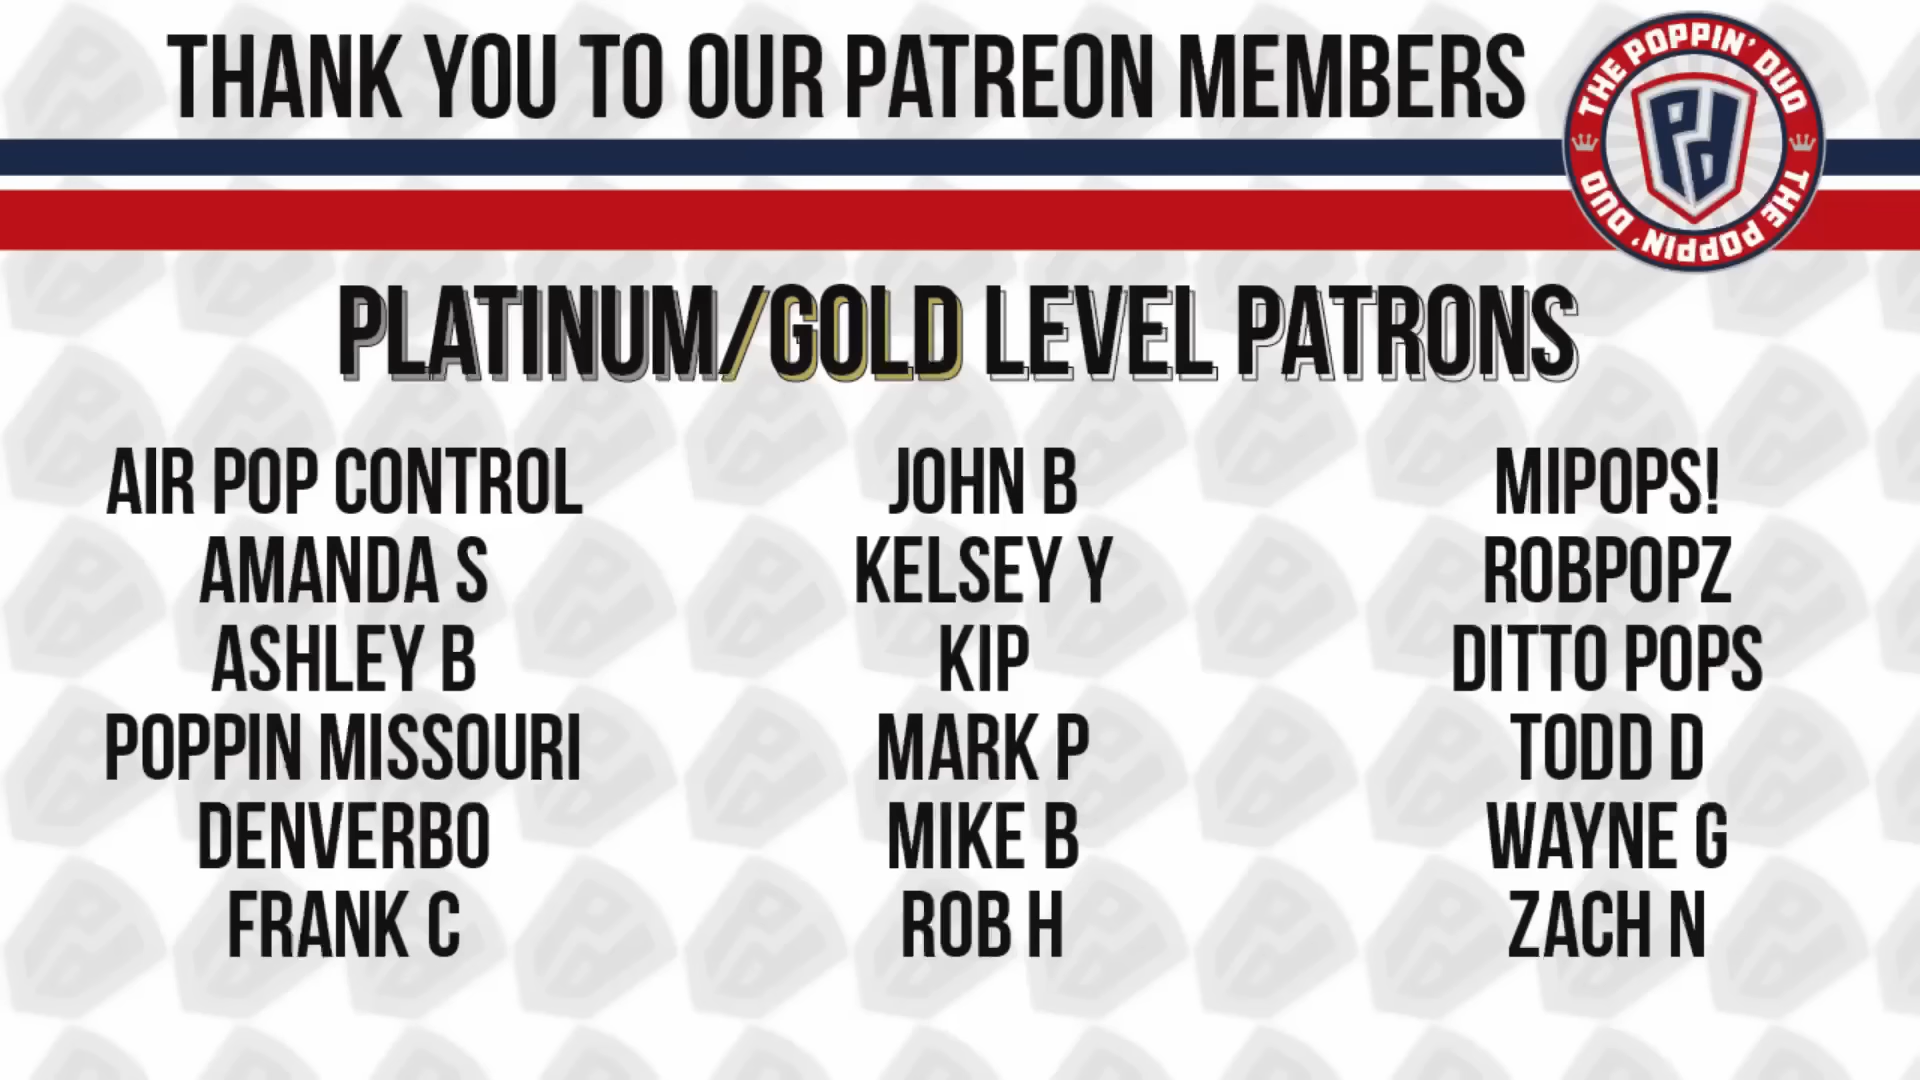 THANK YOU TO OUR PATREON MEMBERS
THE POPPIN' DUO
THE POPPIN' DUO
PD
PLATINUM/GOLD LEVEL PATRONS
AIR POP CONTROL
AMANDA S
ASHLEY B
POPPIN MISSOURI
DENVERBO
FRANK C
JOHN B
KELSEY Y
KIP
MARK P
MIKE B
ROB H
MIPOPS!
ROBPOPZ
DITTO POPS
TODD D
WAYNE G
ZACH N